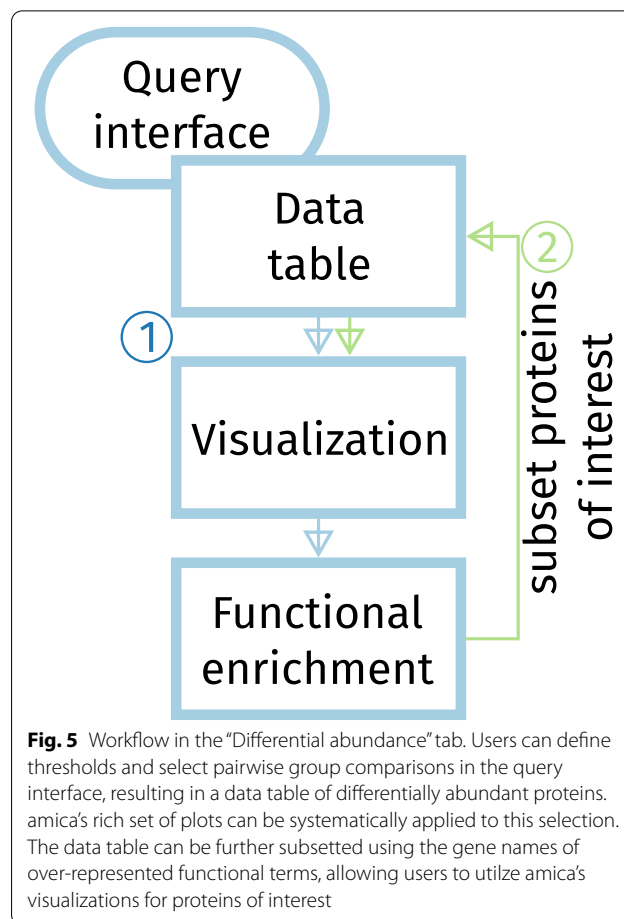 Query
interface
Data
table
1
2
subset proteins
of interest
Visualization
Functional
enrichment
Fig. 5 Workflow in the “Differential abundance” tab. Users can define
thresholds and select pairwise group comparisons in the query
interface, resulting in a data table of differentially abundant proteins.
amica’s rich set of plots can be systematically applied to this selection.
The data table can be further subsetted using the gene names of
over-represented functional terms, allowing users to utilze amica’s
visualizations for proteins of interest